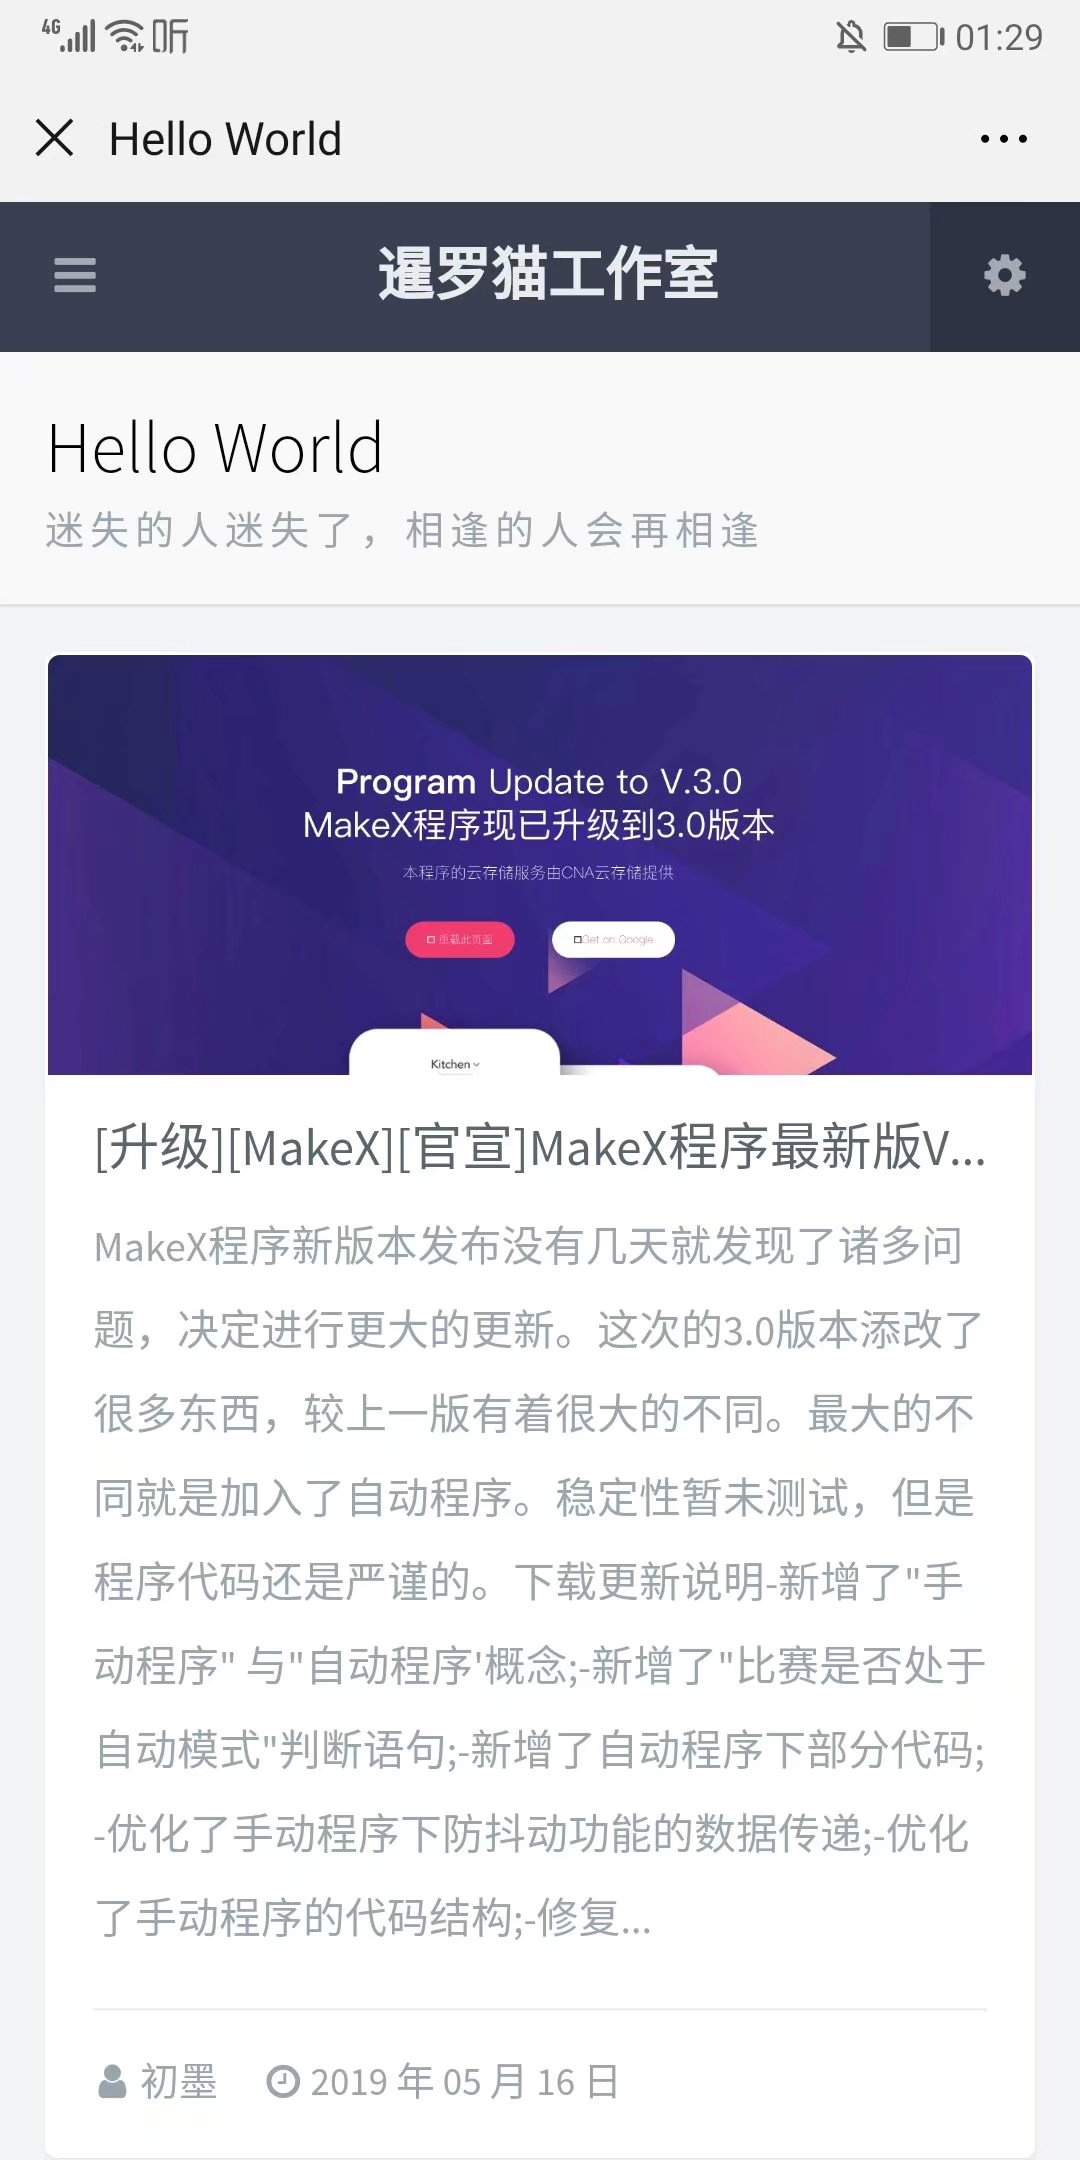 4G 听 01:29
Hello World
暹罗猫工作室
Hello World
迷失的人迷失了，相逢的人会再相逢
Program Update to V.3.0
MakeX程序现已升级到3.0版本
本程序的云存储服务由CNA云存储提供
重载此页面 Get on Google
Kitchen
[升级][MakeX][官宣]MakeX程序最新版V...
MakeX程序新版本发布没有几天就发现了诸多问
题，决定进行更大的更新。这次的3.0版本添改了
很多东西，较上一版有着很大的不同。最大的不
同就是加入了自动程序。稳定性暂未测试，但是
程序代码还是严谨的。下载更新说明-新增了"手
动程序" 与"自动程序'概念;-新增了"比赛是否处于
自动模式"判断语句;-新增了自动程序下部分代码;
-优化了手动程序下防抖动功能的数据传递;-优化
了手动程序的代码结构;-修复...
初墨 2019 年 05 月 16 日